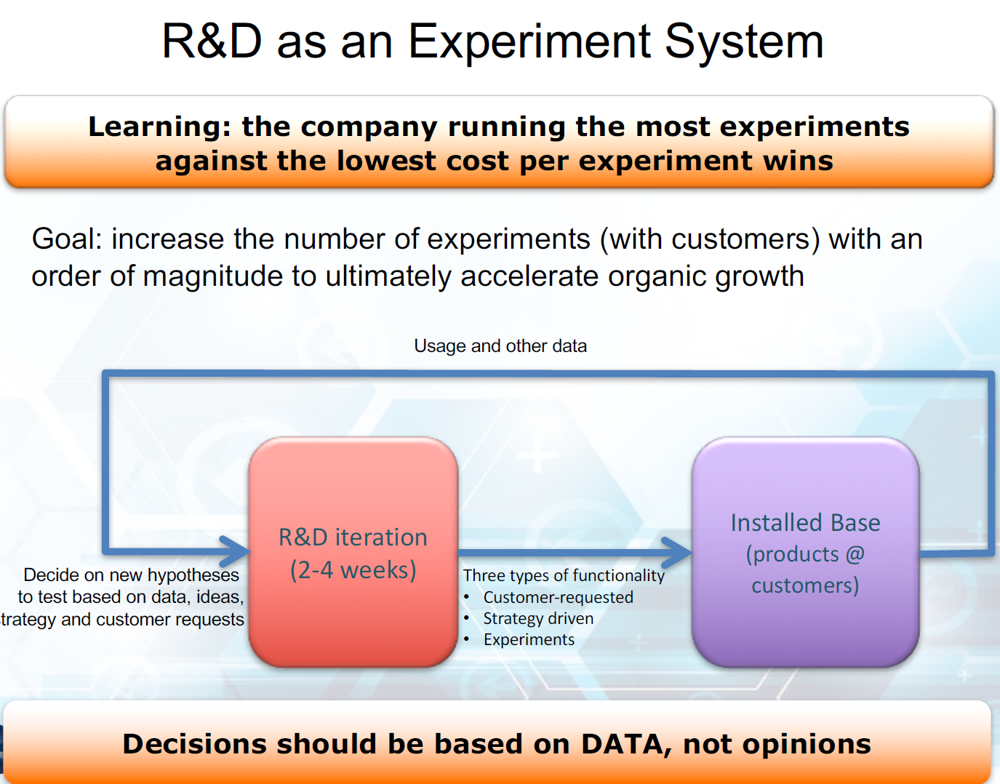 R&D as an Experiment System
Learning: the company running the most experiments
against the lowest cost per experiment wins
Goal: increase the number of experiments (with customers) with an
order of magnitude to ultimately accelerate organic growth
Usage and other data
R&D iteration
(2-4 weeks)
Installed Base
(products @
customers)
Decide on new hypotheses
to test based on data, ideas,
trategy and customer requests
Three types of functionality
• Customer-requested
• Strategy driven
• Experiments
Decisions should be based on DATA, not opinions